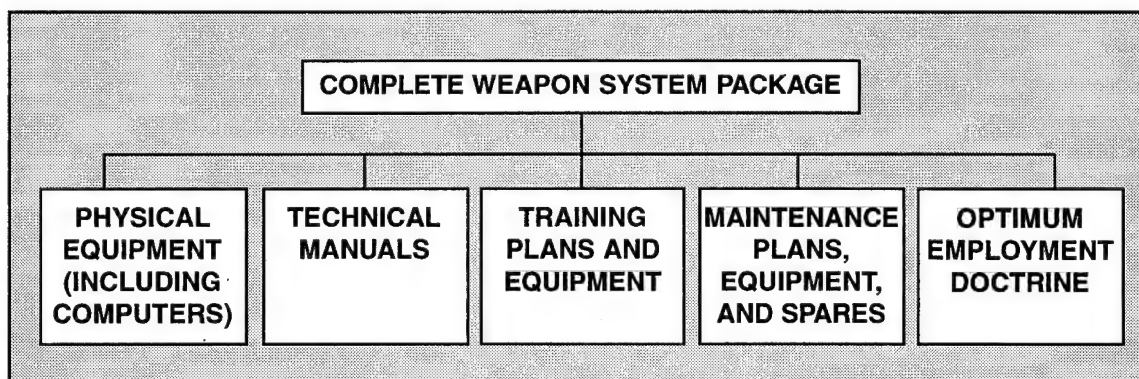 COMPLETE WEAPON SYSTEM PACKAGE
PHYSICAL
EQUIPMENT
(INCLUDING
COMPUTERS)
TECHNICAL
MANUALS
TRAINING
PLANS AND
EQUIPMENT
MAINTENANCE
PLANS,
EQUIPMENT,
AND SPARES
OPTIMUM
EMPLOYMENT
DOCTRINE